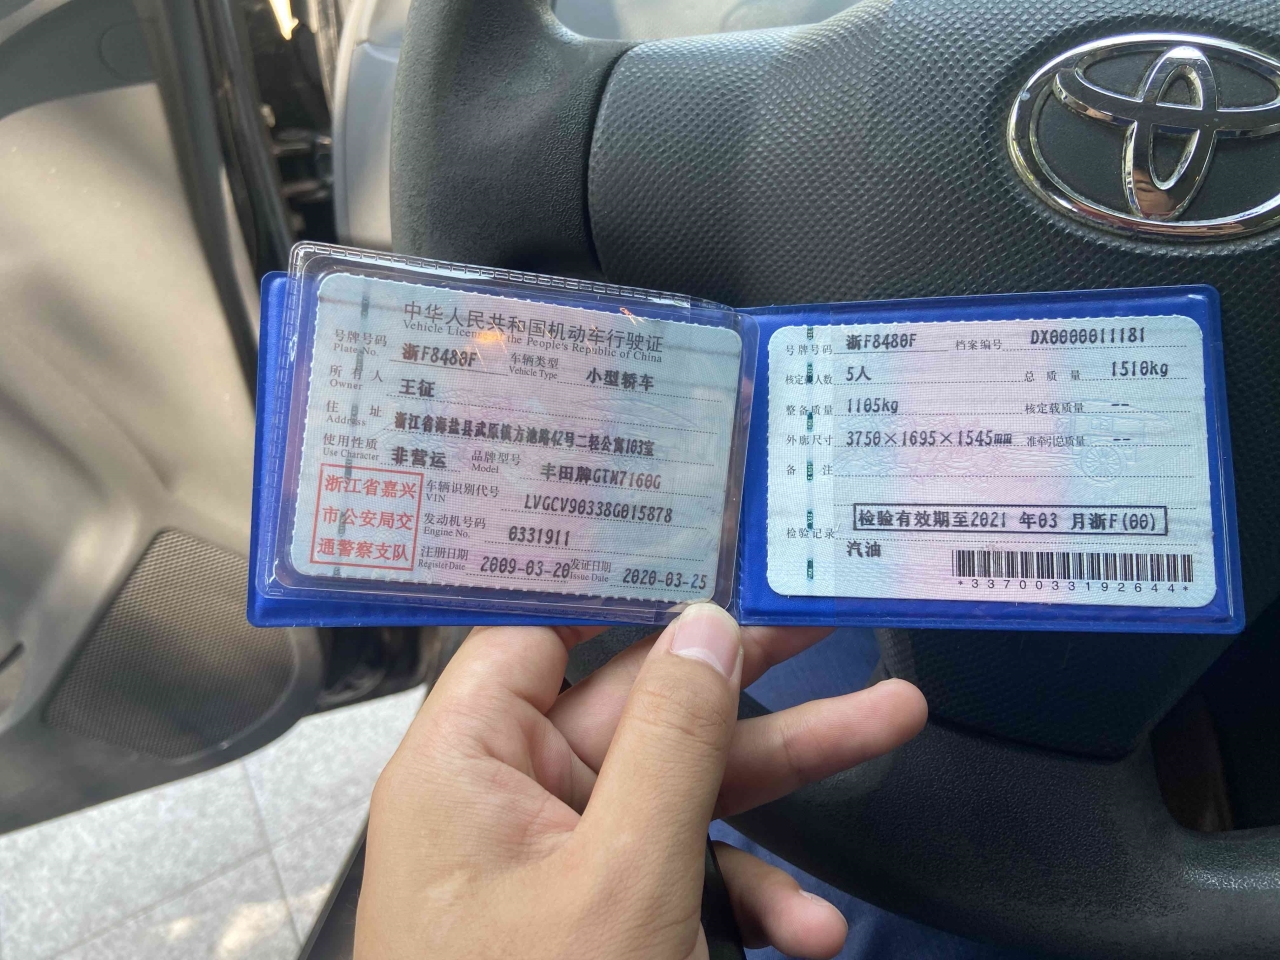 中华人民共和国机动车行驶证
Vehicle License of the People's Republic of China
号牌号码 浙F8480F 车辆类型 小型轿车
Plate No. Vehicle Type
所有人 王征
Owner
住址 浙江省海盐县武原镇方池路42号二轻公寓103室
Address
使用性质 非营运 品牌型号 丰田牌GTM7160G
Use Character Model
浙江省嘉兴
市公安局交
通警察支队
车辆识别代号 LVGCV90338G015878
VIN
发动机号码 0331911
Engine No.
注册日期 2009-03-20 发证日期 2020-03-25
Register Date Issue Date
号牌号码 浙F8480F 档案编号 DX0000011181
核定载人数 5人 总质量 1510kg
整备质量 1105kg 核定载质量 --
外廓尺寸 3750×1695×1545mm 准牵引总质量 --
备注
检验记录 检验有效期至2021 年03 月浙F(00)
汽油
*3370033192644*